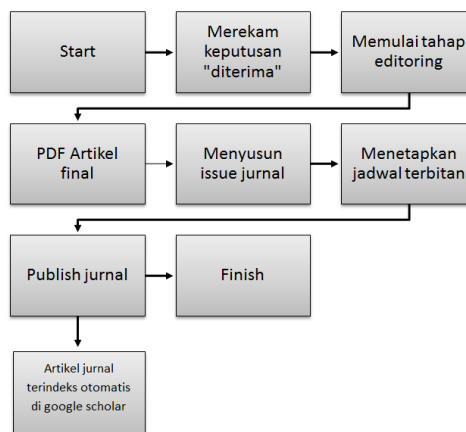 Start
Merekam
keputusan
"diterima"
Memulai tahap
editoring
PDF Artikel
final
Menyusun
issue jurnal
Menetapkan
jadwal terbitan
Publish jurnal
Finish
Artikel jurnal
terindeks otomatis
di google scholar